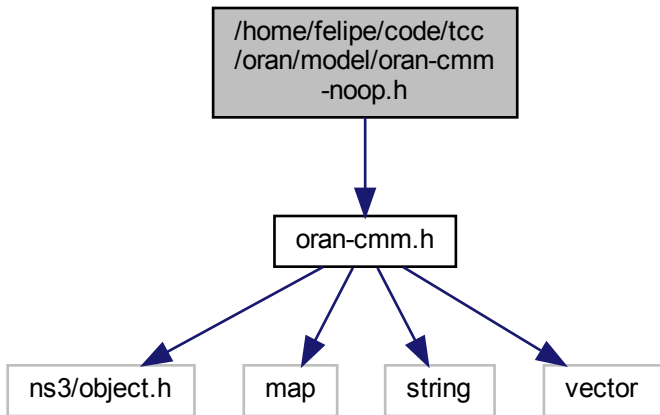 /home/felipe/code/tcc
/oran/model/oran-cmm
-noop.h
oran-cmm.h
ns3/object.h
map
string
vector